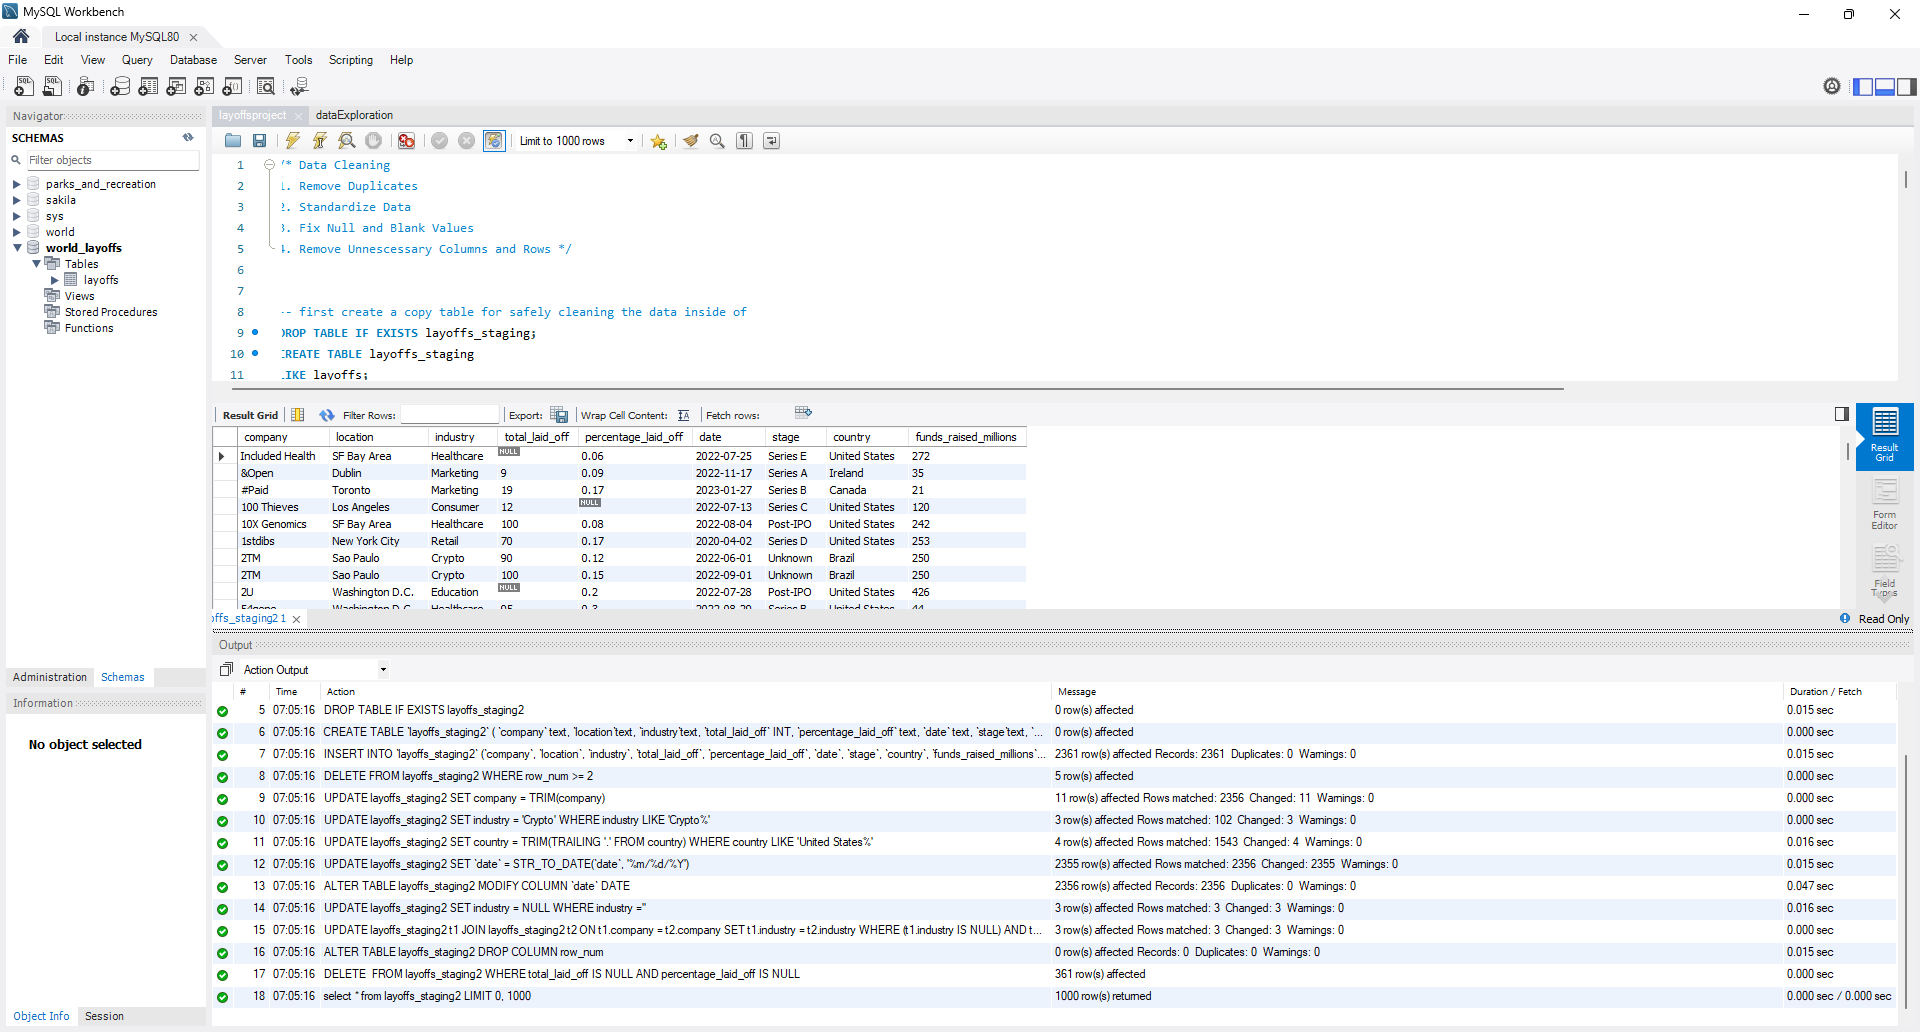 MySQL Workbench
Local instance MySQL80
File Edit View Query Database Server Tools Scripting Help
Navigator
SCHEMAS
Filter objects
parks_and_recreation
sakila
sys
world
world_layoffs
Tables
layoffs
Views
Stored Procedures
Functions
Administration Schemas
Information
No object selected
Object Info Session
layoffsproject dataExploration
Limit to 1000 rows
1 /* Data Cleaning
2 1. Remove Duplicates
3 2. Standardize Data
4 3. Fix Null and Blank Values
5 4. Remove Unnescessary Columns and Rows */
6
7
8 -- first create a copy table for safely cleaning the data inside of
9 DROP TABLE IF EXISTS layoffs_staging;
10 CREATE TABLE layoffs_staging
11 LIKE layoffs;
Result Grid Filter Rows: Export: Wrap Cell Content: Fetch rows:
company location industry total_laid_off percentage_laid_off date stage country funds_raised_millions
Included Health SF Bay Area Healthcare NULL 0.06 2022-07-25 Series E United States 272
&Open Dublin Marketing 9 0.09 2022-11-17 Series A Ireland 35
#Paid Toronto Marketing 19 0.17 2023-01-27 Series B Canada 21
100 Thieves Los Angeles Consumer 12 NULL 2022-07-13 Series C United States 120
10X Genomics SF Bay Area Healthcare 100 0.08 2022-08-04 Post-IPO United States 242
1stdibs New York City Retail 70 0.17 2020-04-02 Series D United States 253
2TM Sao Paulo Crypto 90 0.12 2022-06-01 Unknown Brazil 250
2TM Sao Paulo Crypto 100 0.15 2022-09-01 Unknown Brazil 250
2U Washington D.C. Education NULL 0.2 2022-07-28 Post-IPO United States 426
54gene Washington D.C. Healthcare 95 0.3 2022-08-29 Series B United States 44
Result Grid
Form Editor
Field Types
offs_staging2 1
Read Only
Output
Action Output
# Time Action Message Duration / Fetch
5 07:05:16 DROP TABLE IF EXISTS layoffs_staging2 0 row(s) affected 0.015 sec
6 07:05:16 CREATE TABLE `layoffs_staging2` ( `company` text, `location` text, `industry` text, `total_laid_off` INT, `percentage_laid_off` text, `date` text, `stage` text, `... 0 row(s) affected 0.000 sec
7 07:05:16 INSERT INTO `layoffs_staging2` (`company`, `location`, `industry`, `total_laid_off`, `percentage_laid_off`, `date`, `stage`, `country`, `funds_raised_millions`... 2361 row(s) affected Records: 2361 Duplicates: 0 Warnings: 0 0.015 sec
8 07:05:16 DELETE FROM layoffs_staging2 WHERE row_num >= 2 5 row(s) affected 0.000 sec
9 07:05:16 UPDATE layoffs_staging2 SET company = TRIM(company) 11 row(s) affected Rows matched: 2356 Changed: 11 Warnings: 0 0.000 sec
10 07:05:16 UPDATE layoffs_staging2 SET industry = 'Crypto' WHERE industry LIKE 'Crypto%' 3 row(s) affected Rows matched: 102 Changed: 3 Warnings: 0 0.000 sec
11 07:05:16 UPDATE layoffs_staging2 SET country = TRIM(TRAILING '.' FROM country) WHERE country LIKE 'United States%' 4 row(s) affected Rows matched: 1543 Changed: 4 Warnings: 0 0.016 sec
12 07:05:16 UPDATE layoffs_staging2 SET `date` = STR_TO_DATE(`date`, '%m/%d/%Y') 2355 row(s) affected Rows matched: 2356 Changed: 2355 Warnings: 0 0.015 sec
13 07:05:16 ALTER TABLE layoffs_staging2 MODIFY COLUMN `date` DATE 2356 row(s) affected Records: 2356 Duplicates: 0 Warnings: 0 0.047 sec
14 07:05:16 UPDATE layoffs_staging2 SET industry = NULL WHERE industry ='' 3 row(s) affected Rows matched: 3 Changed: 3 Warnings: 0 0.016 sec
15 07:05:16 UPDATE layoffs_staging2 t1 JOIN layoffs_staging2 t2 ON t1.company = t2.company SET t1.industry = t2.industry WHERE (t1.industry IS NULL) AND t... 3 row(s) affected Rows matched: 3 Changed: 3 Warnings: 0 0.000 sec
16 07:05:16 ALTER TABLE layoffs_staging2 DROP COLUMN row_num 0 row(s) affected Records: 0 Duplicates: 0 Warnings: 0 0.015 sec
17 07:05:16 DELETE FROM layoffs_staging2 WHERE total_laid_off IS NULL AND percentage_laid_off IS NULL 361 row(s) affected 0.000 sec
18 07:05:16 select * from layoffs_staging2 LIMIT 0, 1000 1000 row(s) returned 0.000 sec / 0.000 sec